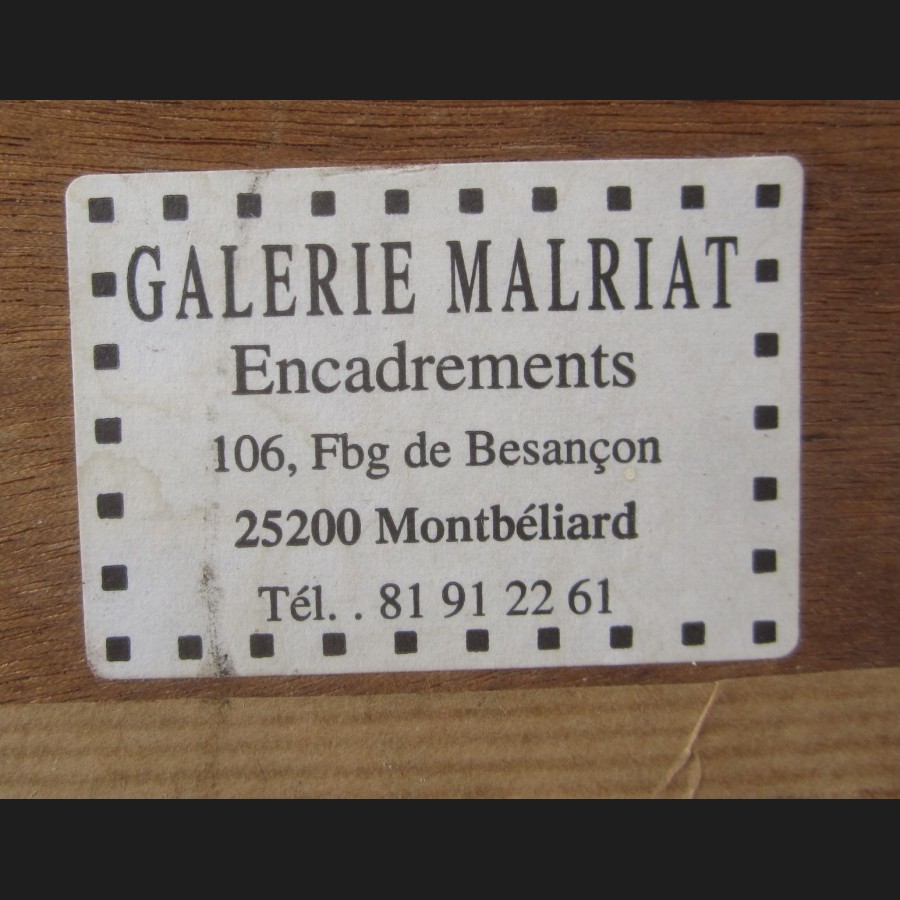 GALERIE MALRIAT
Encadrements
106, Fbg de Besançon
25200 Montbéliard
Tél. . 81 91 22 61